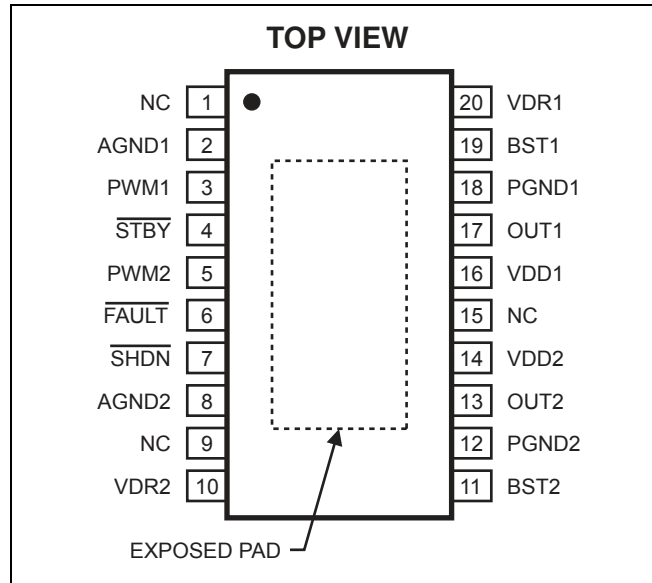 TOP VIEW
NC 1 20 VDR1
AGND1 2 19 BST1
PWM1 3 18 PGND1
STBY 4 17 OUT1
PWM2 5 16 VDD1
FAULT 6 15 NC
SHDN 7 14 VDD2
AGND2 8 13 OUT2
NC 9 12 PGND2
VDR2 10 11 BST2
EXPOSED PAD